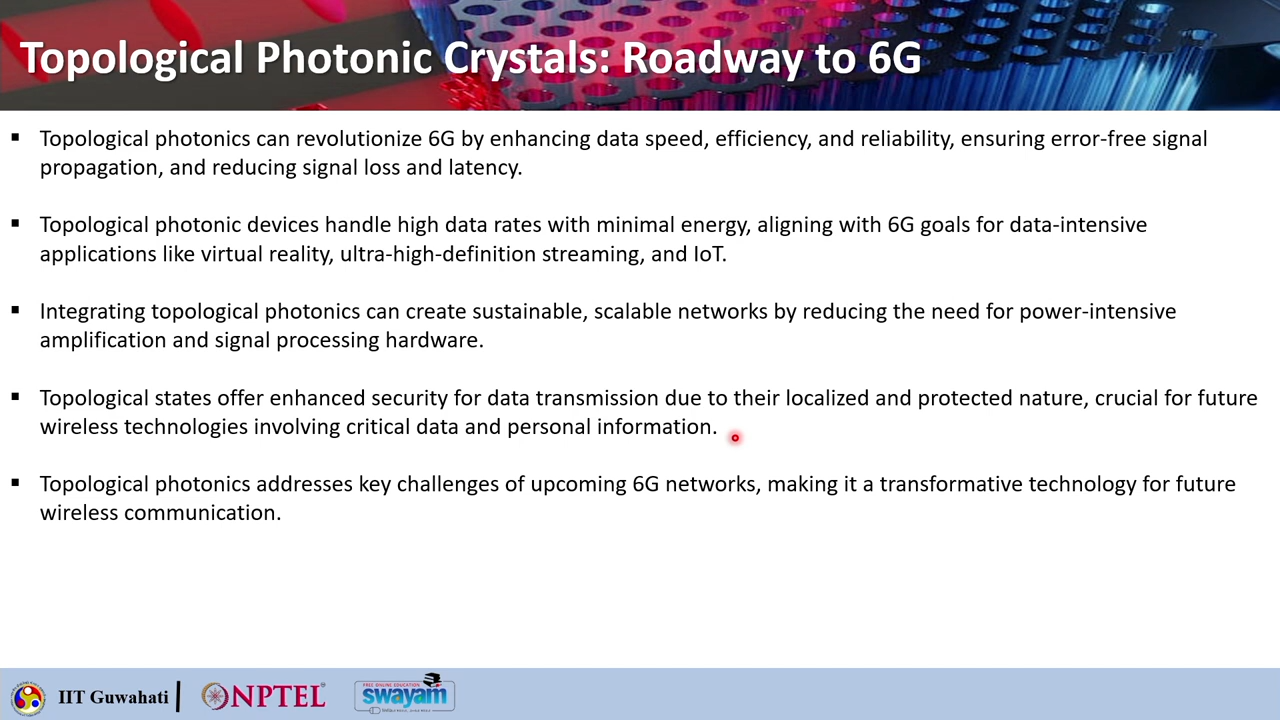 Topological Photonic Crystals: Roadway to 6G
▪ Topological photonics can revolutionize 6G by enhancing data speed, efficiency, and reliability, ensuring error-free signal
propagation, and reducing signal loss and latency.
▪ Topological photonic devices handle high data rates with minimal energy, aligning with 6G goals for data-intensive
applications like virtual reality, ultra-high-definition streaming, and IoT.
▪ Integrating topological photonics can create sustainable, scalable networks by reducing the need for power-intensive
amplification and signal processing hardware.
▪ Topological states offer enhanced security for data transmission due to their localized and protected nature, crucial for future
wireless technologies involving critical data and personal information.
▪ Topological photonics addresses key challenges of upcoming 6G networks, making it a transformative technology for future
wireless communication.
IIT Guwahati
NPTEL
FREE ONLINE EDUCATION
swayam